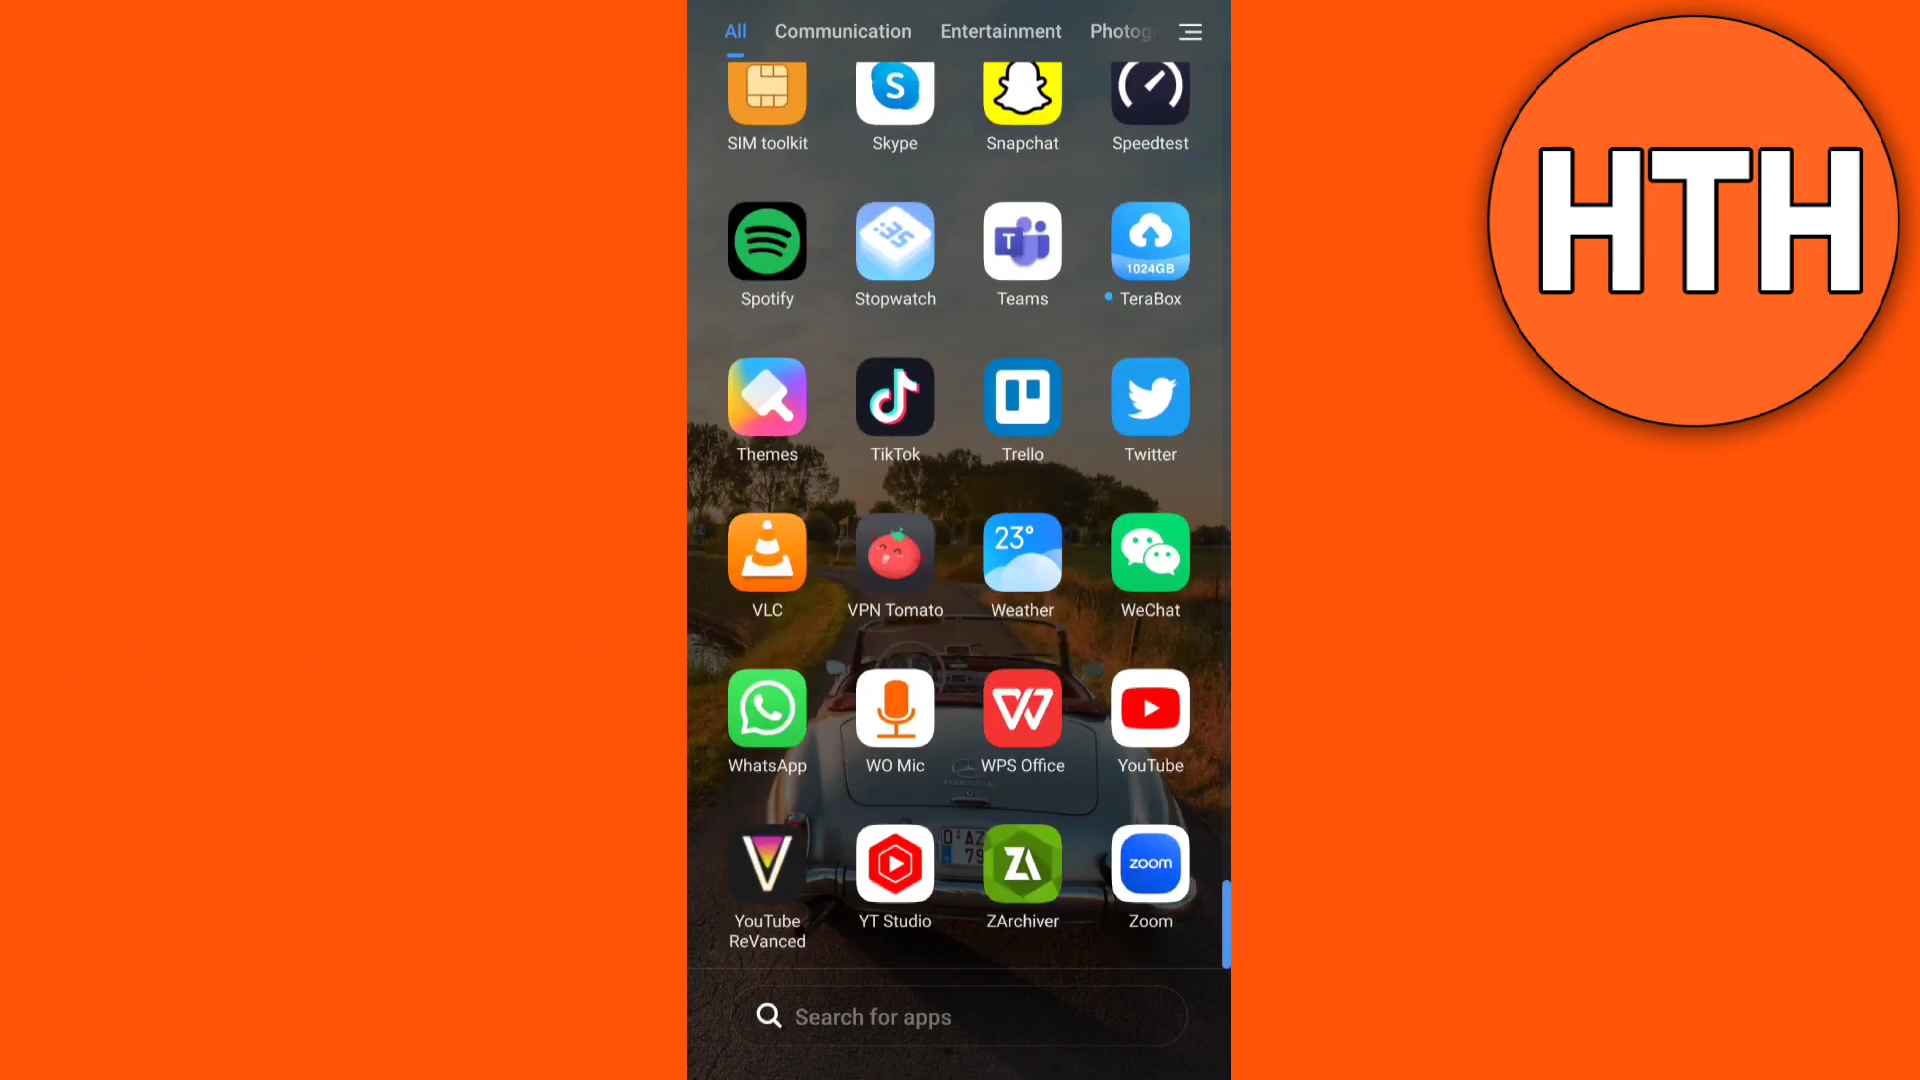 All Communication Entertainment Photog
SIM toolkit Skype Snapchat Speedtest
Spotify Stopwatch Teams TeraBox
1024GB
:35
T
S
Themes TikTok Trello Twitter
23°
VLC VPN Tomato Weather WeChat
WhatsApp WO Mic WPS Office YouTube
zoom
YouTube ReVanced YT Studio ZArchiver Zoom
Search for apps
HTH